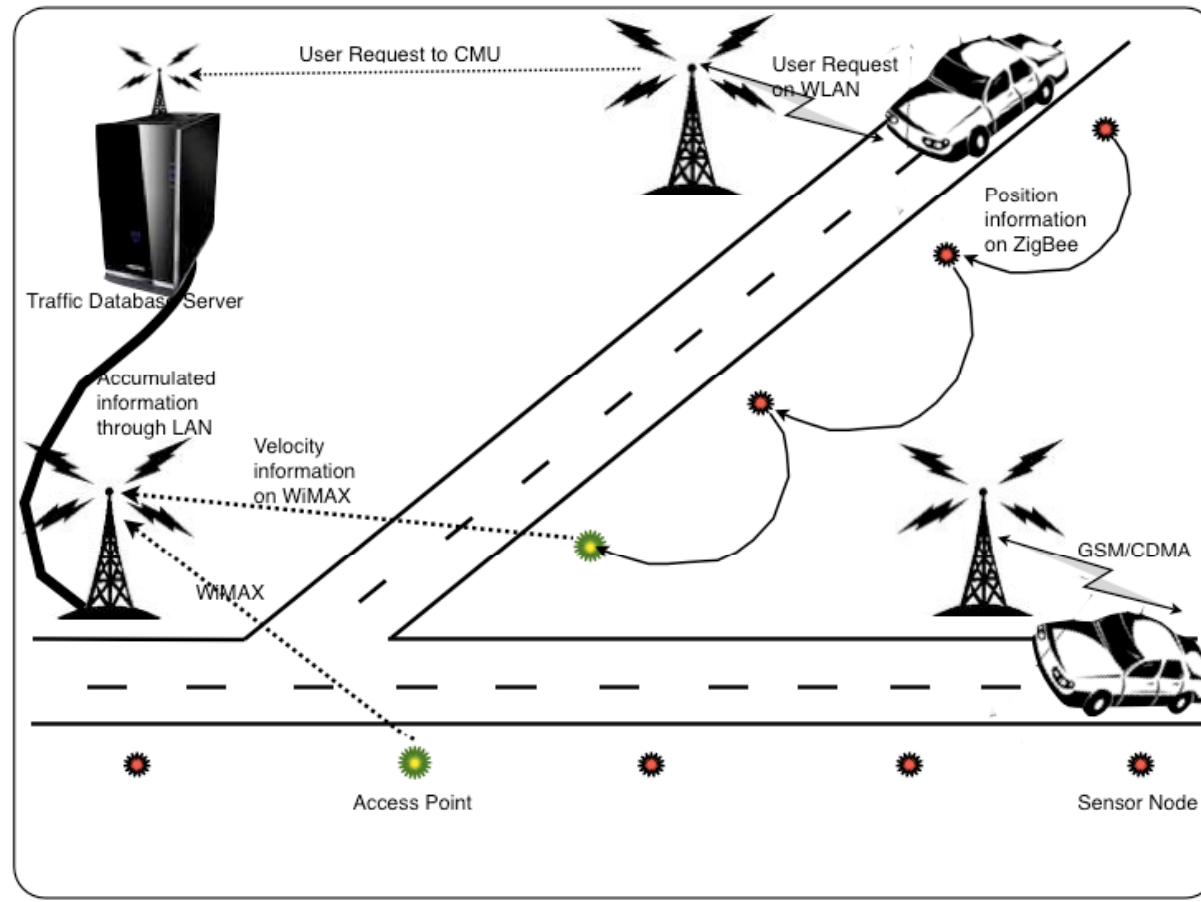 User Request to CMU
User Request
on WLAN
Position
information
on ZigBee
Traffic Database Server
Accumulated
information
through LAN
Velocity
information
on WiMAX
GSM/CDMA
WiMAX
Access Point
Sensor Node